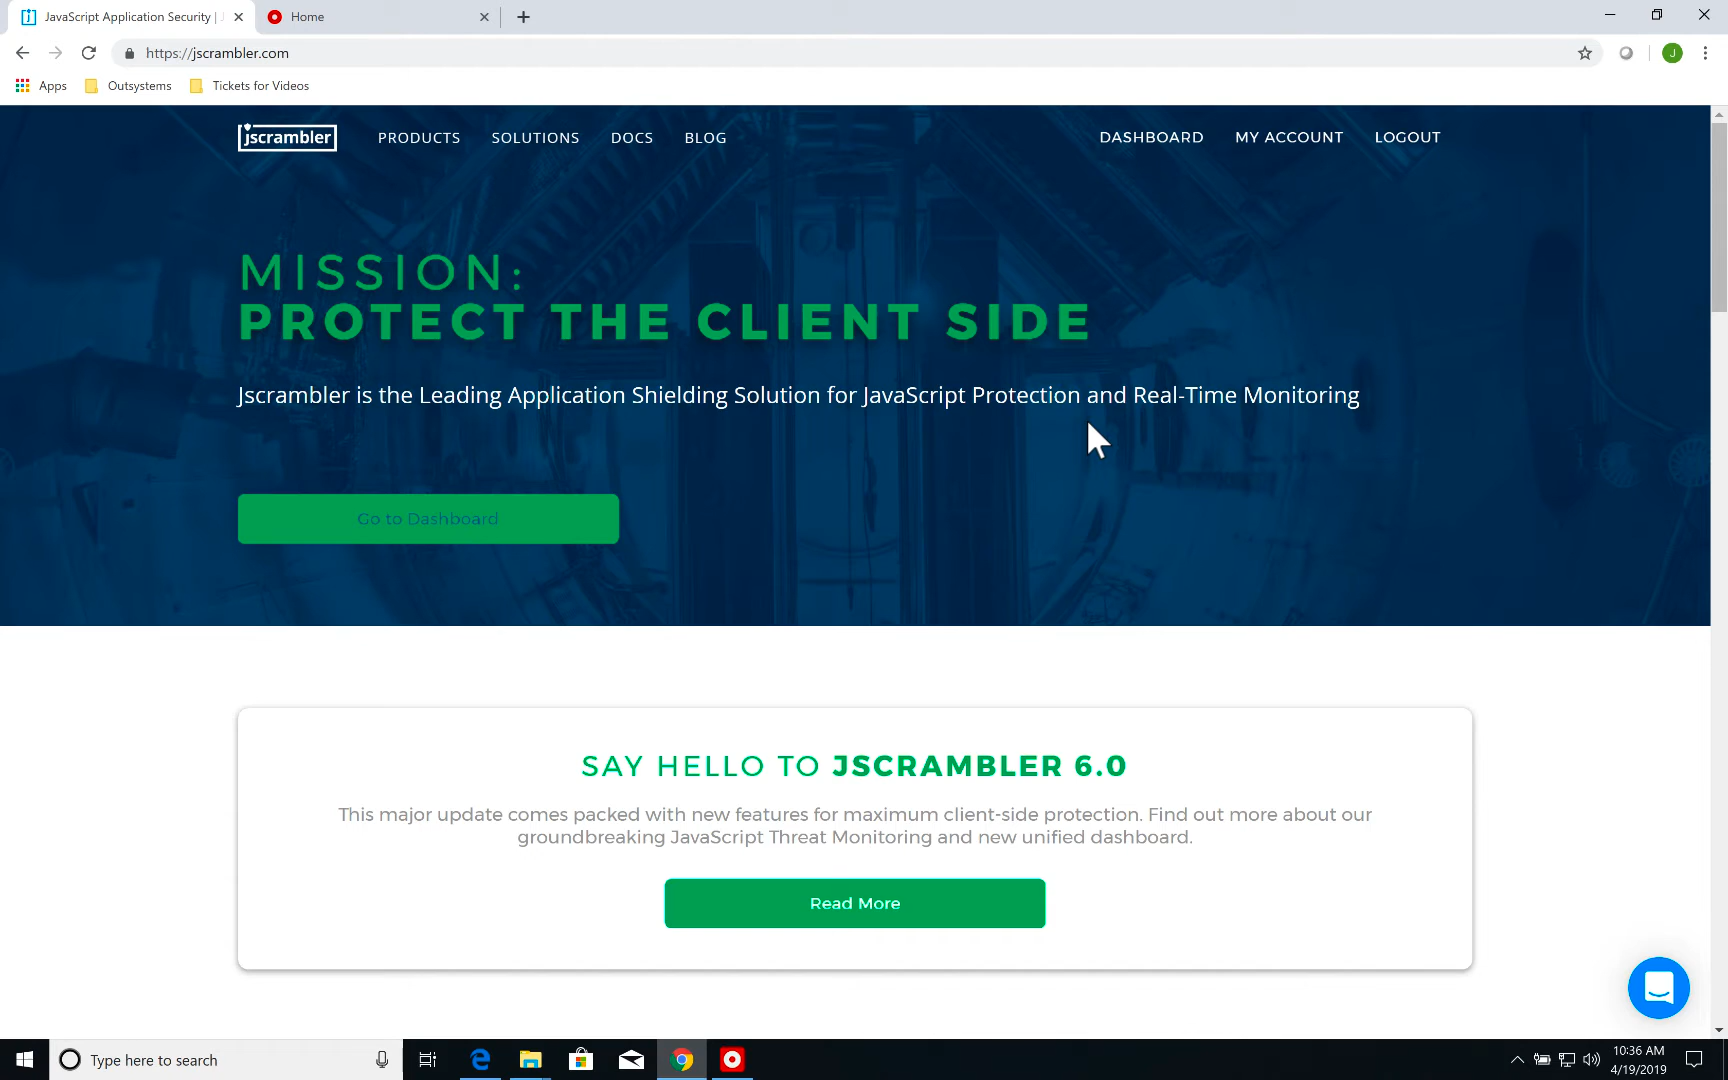 JavaScript Application Security |
Home
https://jscrambler.com
J
Apps
Outsystems
Tickets for Videos
jscrambler
PRODUCTS
SOLUTIONS
DOCS
BLOG
DASHBOARD
MY ACCOUNT
LOGOUT
MISSION:
PROTECT THE CLIENT SIDE
Jscrambler is the Leading Application Shielding Solution for JavaScript Protection and Real-Time Monitoring
Go to Dashboard
SAY HELLO TO JSCRAMBLER 6.0
This major update comes packed with new features for maximum client-side protection. Find out more about our
groundbreaking JavaScript Threat Monitoring and new unified dashboard.
Read More
Type here to search
10:36 AM
4/19/2019